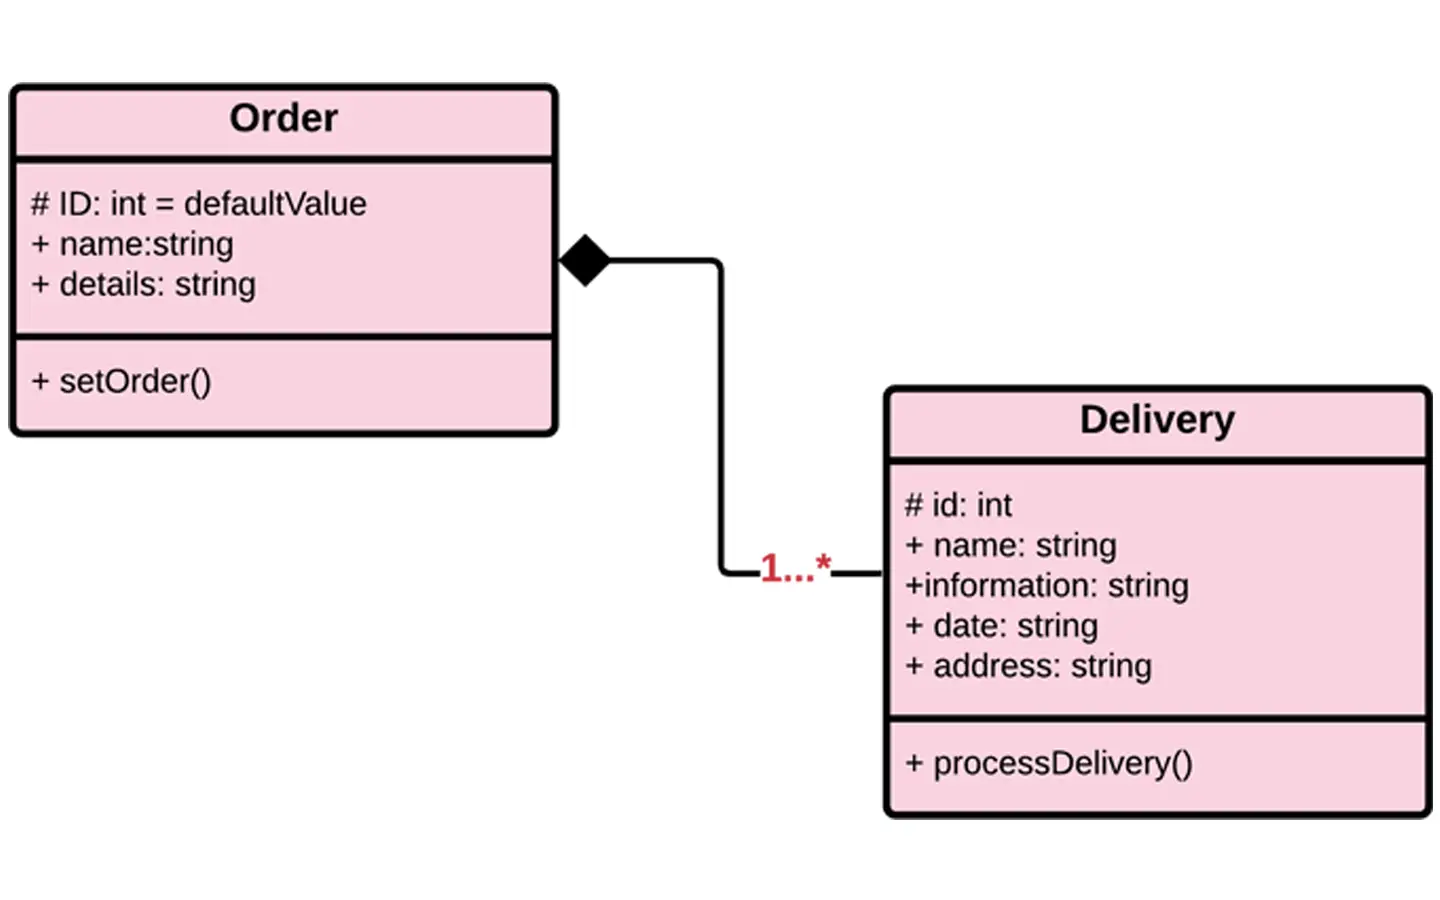 Order
# ID: int = defaultValue
+ name:string
+ details: string
+ setOrder()
1...*
Delivery
# id: int
+ name: string
+information: string
+ date: string
+ address: string
+ processDelivery()